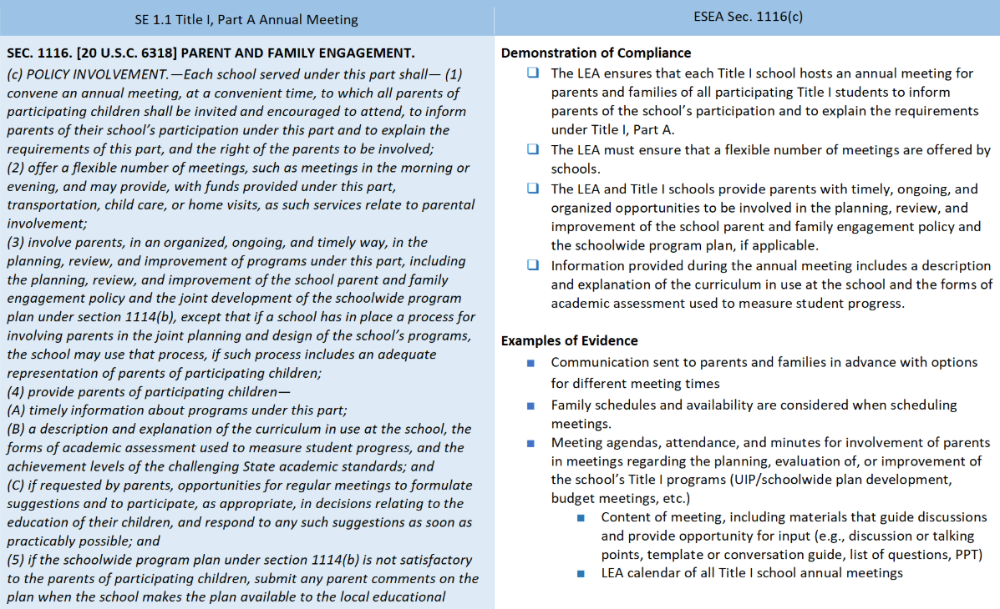 SE 1.1 Title I, Part A Annual Meeting
ESEA Sec. 1116(c)
SEC. 1116. [20 U.S.C. 6318] PARENT AND FAMILY ENGAGEMENT.
(c) POLICY INVOLVEMENT.—Each school served under this part shall— (1)
convene an annual meeting, at a convenient time, to which all parents of
participating children shall be invited and encouraged to attend, to inform
parents of their school's participation under this part and to explain the
requirements of this part, and the right of the parents to be involved;
(2) offer a flexible number of meetings, such as meetings in the morning or
evening, and may provide, with funds provided under this part,
transportation, child care, or home visits, as such services relate to parental
involvement;
(3) involve parents, in an organized, ongoing, and timely way, in the
planning, review, and improvement of programs under this part, including
the planning, review, and improvement of the school parent and family
engagement policy and the joint development of the schoolwide program
plan under section 1114(b), except that if a school has in place a process for
involving parents in the joint planning and design of the school's programs,
the school may use that process, if such process includes an adequate
representation of parents of participating children;
(4) provide parents of participating children—
(A) timely information about programs under this part;
(B) a description and explanation of the curriculum in use at the school, the
forms of academic assessment used to measure student progress, and the
achievement levels of the challenging State academic standards; and
(C) if requested by parents, opportunities for regular meetings to formulate
suggestions and to participate, as appropriate, in decisions relating to the
education of their children, and respond to any such suggestions as soon as
practicably possible; and
(5) if the schoolwide program plan under section 1114(b) is not satisfactory
to the parents of participating children, submit any parent comments on the
plan when the school makes the plan available to the local educational
Demonstration of Compliance
❑ The LEA ensures that each Title I school hosts an annual meeting for
parents and families of all participating Title I students to inform
parents of the school's participation and to explain the requirements
under Title I, Part A.
❑ The LEA must ensure that a flexible number of meetings are offered by
schools.
❑ The LEA and Title I schools provide parents with timely, ongoing, and
organized opportunities to be involved in the planning, review, and
improvement of the school parent and family engagement policy and
the schoolwide program plan, if applicable.
❑ Information provided during the annual meeting includes a description
and explanation of the curriculum in use at the school and the forms of
academic assessment used to measure student progress.
Examples of Evidence
■ Communication sent to parents and families in advance with options
for different meeting times
■ Family schedules and availability are considered when scheduling
meetings.
■ Meeting agendas, attendance, and minutes for involvement of parents
in meetings regarding the planning, evaluation of, or improvement of
the school's Title I programs (UIP/schoolwide plan development,
budget meetings, etc.)
■ Content of meeting, including materials that guide discussions
and provide opportunity for input (e.g., discussion or talking
points, template or conversation guide, list of questions, PPT)
■ LEA calendar of all Title I school annual meetings